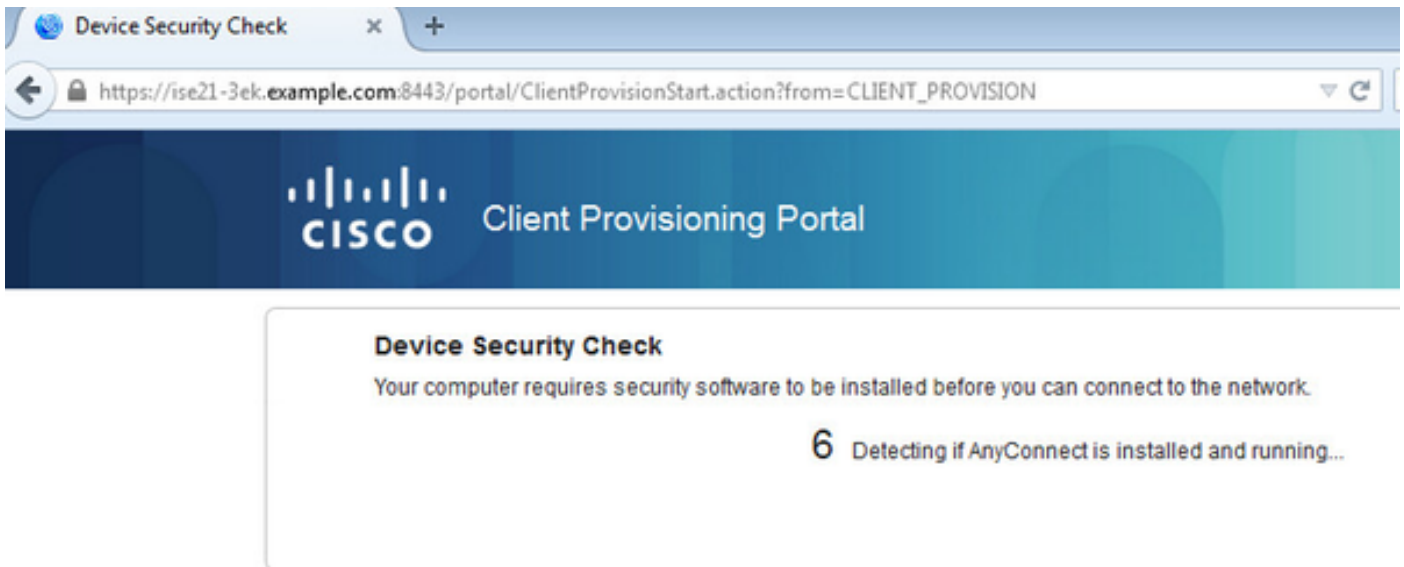 Device Security Check
https://ise21-3ek.example.com:8443/portal/ClientProvisionStart.action?from=CLIENT_PROVISION
CISCO Client Provisioning Portal
Device Security Check
Your computer requires security software to be installed before you can connect to the network.
6 Detecting if AnyConnect is installed and running...